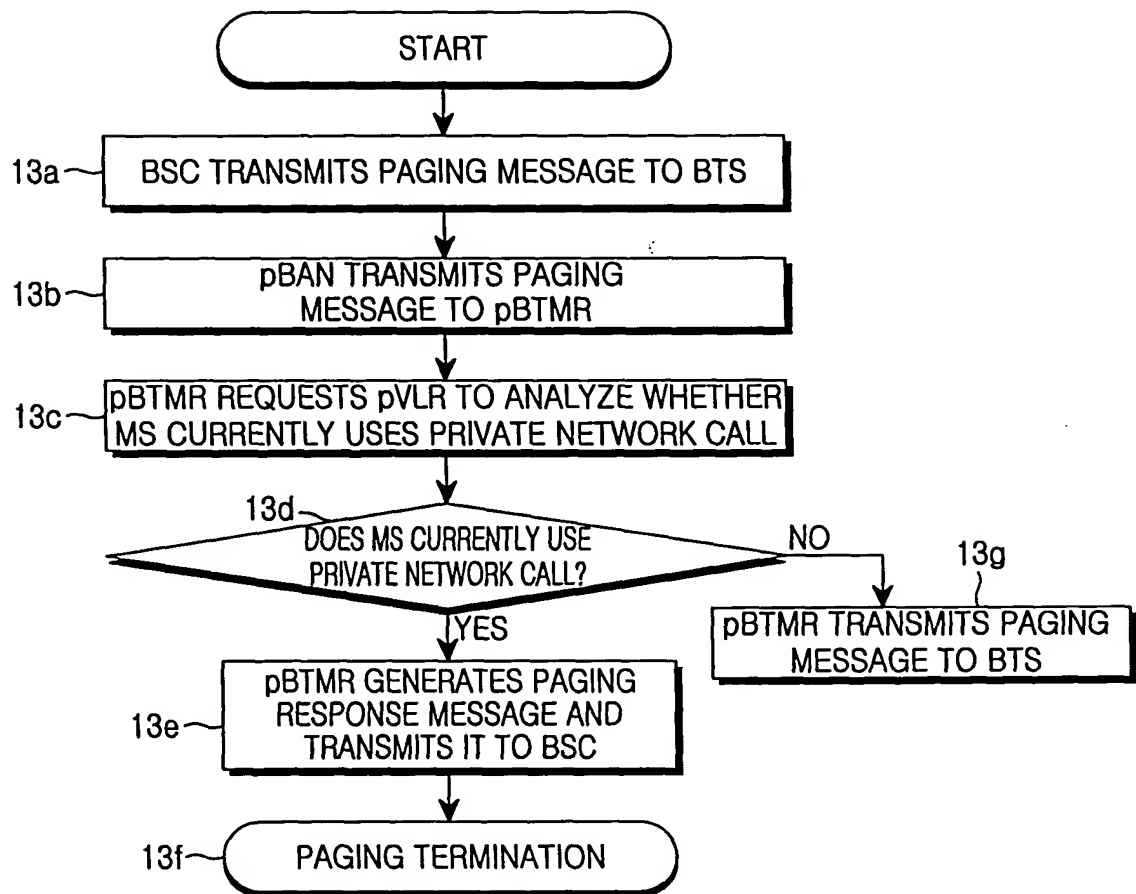 START
13a
BSC TRANSMITS PAGING MESSAGE TO BTS
13b
pBAN TRANSMITS PAGING
MESSAGE TO pBTMR
13c
pBTMR REQUESTS pVLR TO ANALYZE WHETHER
MS CURRENTLY USES PRIVATE NETWORK CALL
13d
DOES MS CURRENTLY USE
PRIVATE NETWORK CALL?
NO
13g
pBTMR TRANSMITS PAGING
MESSAGE TO BTS
YES
13e
pBTMR GENERATES PAGING
RESPONSE MESSAGE AND
TRANSMITS IT TO BSC
13f
PAGING TERMINATION